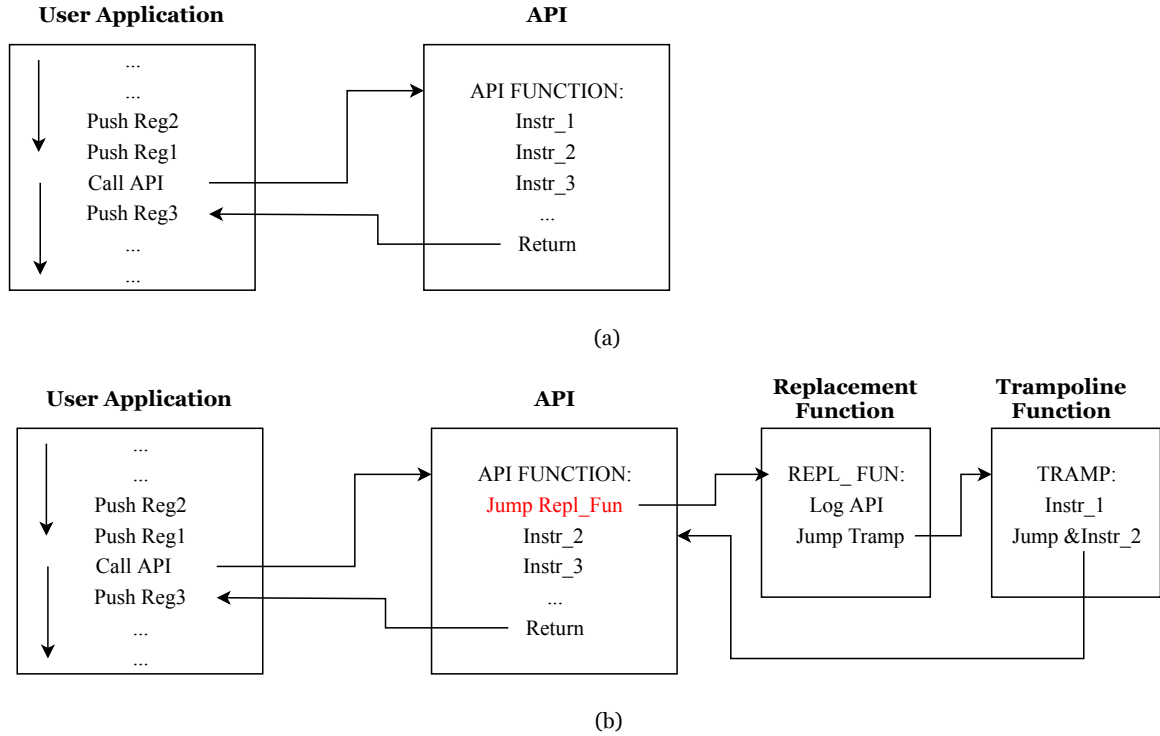 User Application
...
...
Push Reg2
Push Reg1
Call API
Push Reg3
...
...
API
API FUNCTION:
Instr_1
Instr_2
Instr_3
...
Return
(a)
User Application
...
...
Push Reg2
Push Reg1
Call API
Push Reg3
...
...
API
API FUNCTION:
Jump Repl_Fun
Instr_2
Instr_3
...
Return
Replacement
Function
REPL_ FUN:
Log API
Jump Tramp
Trampoline
Function
TRAMP:
Instr_1
Jump &Instr_2
(b)